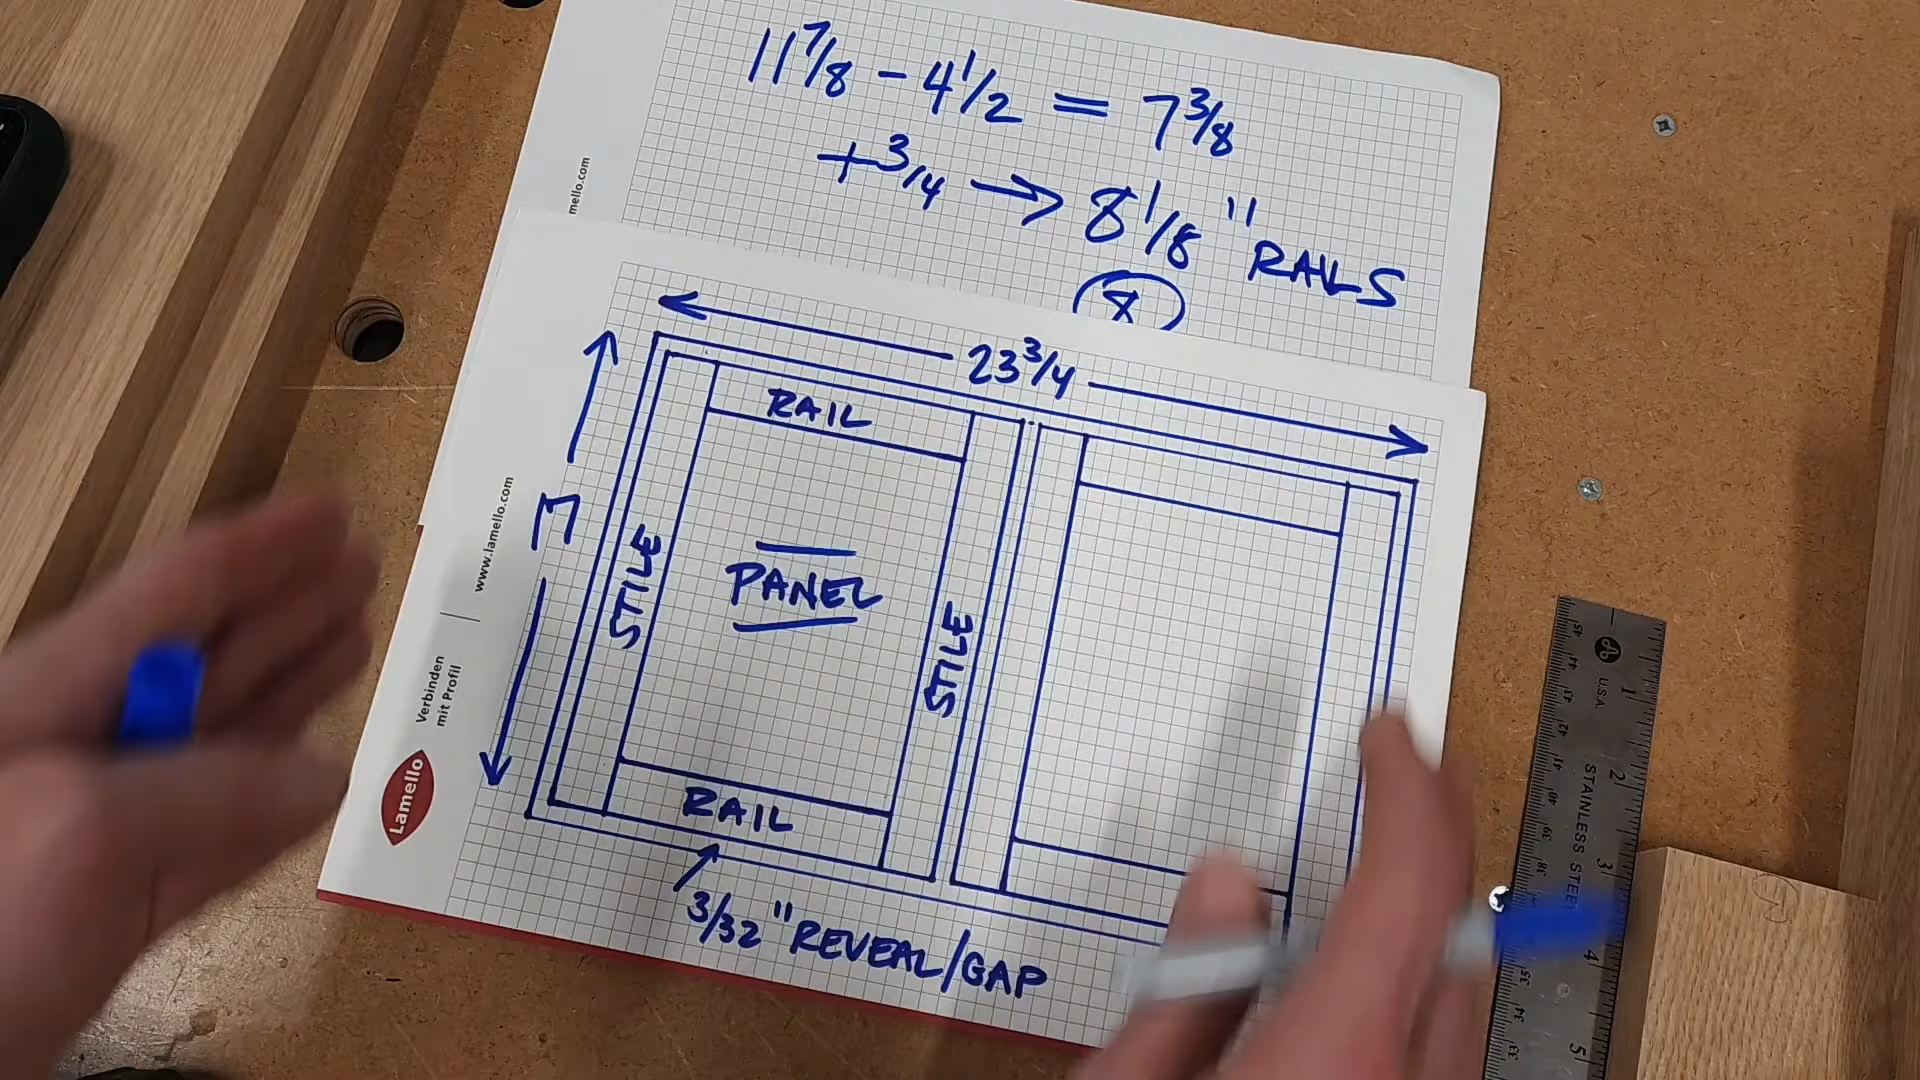 11 7/8 - 4 1/2 = 7 3/8
+ 3/4 → 8 1/8" RAILS
8
mello.com
23 3/4
RAIL
STILE
PANEL
STILE
RAIL
3/32" REVEAL/GAP
www.lamello.com
Verbinden
mit Profil
Lamello
U.S.A.
STAINLESS STEE
1
2
3
4
5